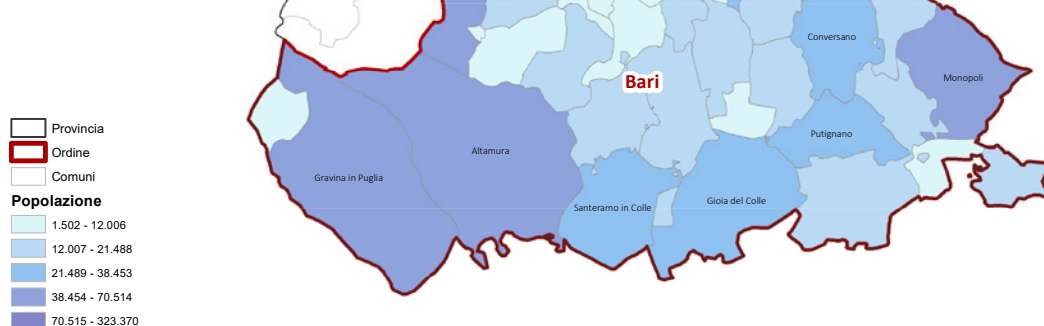 Conversano
Bari
Monopoli
Provincia
Ordine
Putignano
Altamura
Comuni
Gravina in Puglia
Popolazione
Santeramo in Colle
Gioia del Colle
1.502 - 12.006
12.007 - 21.488
21.489 - 38.453
38.454 - 70.514
70.515 - 323.370